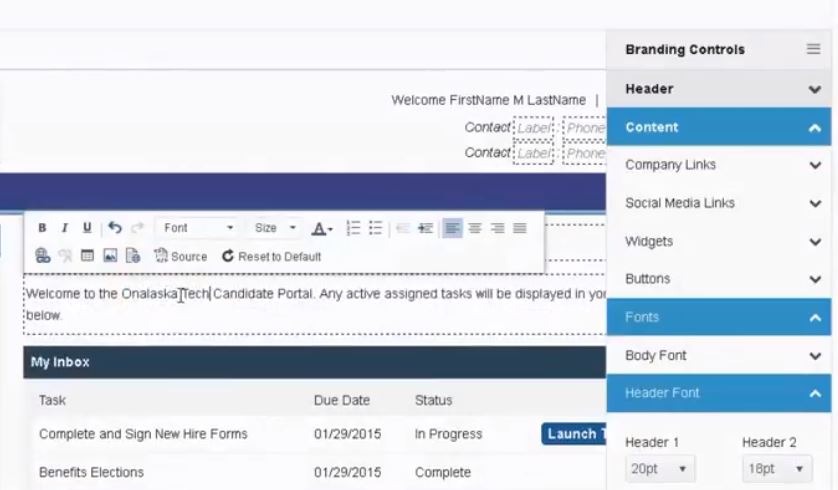 Branding Controls
Header
Welcome FirstName M LastName |
Contact Label : Phone
Content
Contact Label : Phone
Company Links
Social Media Links
B I U Font Size A
Widgets
Source Reset to Default
Buttons
Welcome to the Onalaska Tech Candidate Portal. Any active assigned tasks will be displayed in
below.
Fonts
Body Font
My Inbox
Header Font
Task Due Date Status
Complete and Sign New Hire Forms 01/29/2015 In Progress Launch
Header 1 Header 2
20pt 18pt
Benefits Elections 01/29/2015 Complete